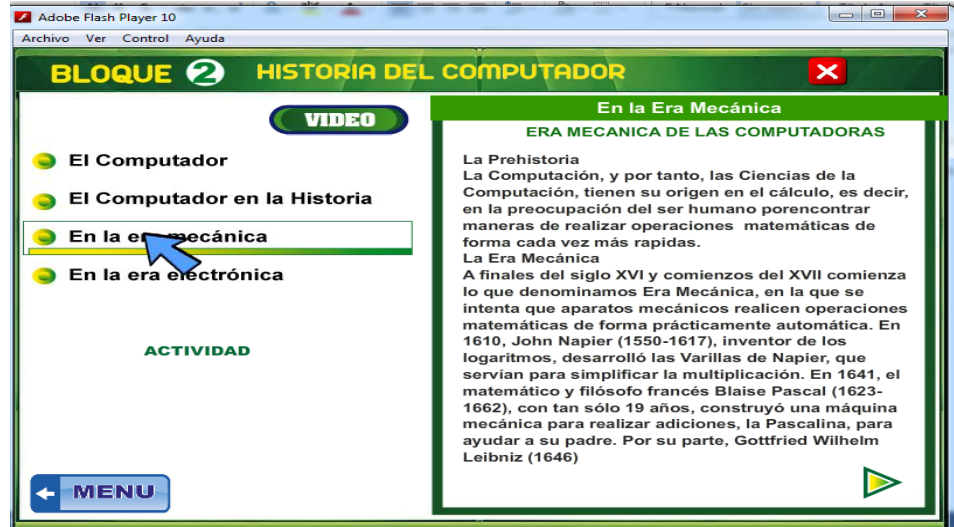 Adobe Flash Player 10
Archivo Ver Control Ayuda
BLOQUE 2 HISTORIA DEL COMPUTADOR
VIDEO
El Computador
El Computador en la Historia
En la era mecánica
En la era electrónica
ACTIVIDAD
MENU
En la Era Mecánica
ERA MECANICA DE LAS COMPUTADORAS
La Prehistoria
La Computación, y por tanto, las Ciencias de la
Computación, tienen su origen en el cálculo, es decir,
en la preocupación del ser humano porencontrar
maneras de realizar operaciones matemáticas de
forma cada vez más rapidas.
La Era Mecánica
A finales del siglo XVI y comienzos del XVII comienza
lo que denominamos Era Mecánica, en la que se
intenta que aparatos mecánicos realicen operaciones
matemáticas de forma prácticamente automática. En
1610, John Napier (1550-1617), inventor de los
logaritmos, desarrolló las Varillas de Napier, que
servían para simplificar la multiplicación. En 1641, el
matemático y filósofo francés Blaise Pascal (1623-
1662), con tan sólo 19 años, construyó una máquina
mecánica para realizar adiciones, la Pascalina, para
ayudar a su padre. Por su parte, Gottfried Wilhelm
Leibniz (1646)